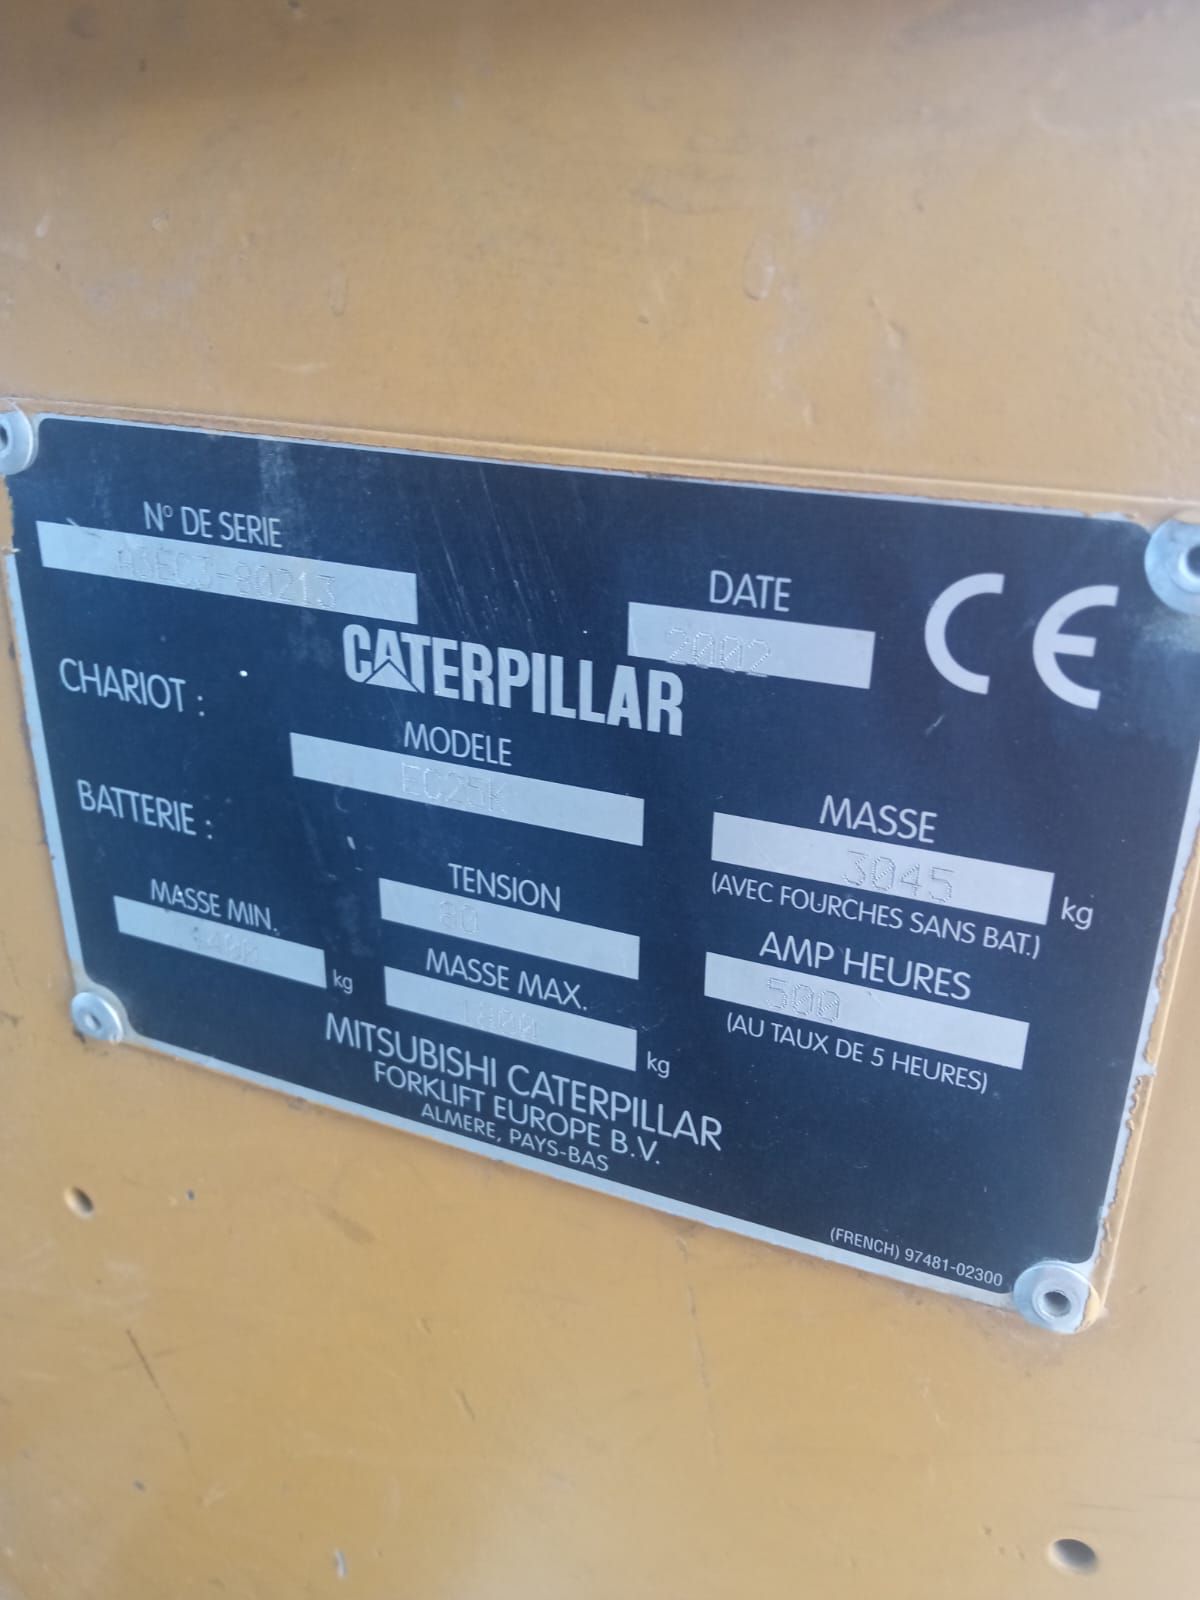 N° DE SERIE
DATE
2002
CE
CATERPILLAR
CHARIOT :
MODELE
EC25K
MASSE
3045 kg
(AVEC FOURCHES SANS BAT.)
BATTERIE :
TENSION
80
AMP HEURES
500
(AU TAUX DE 5 HEURES)
MASSE MIN.
kg
MASSE MAX.
1800 kg
MITSUBISHI CATERPILLAR
FORKLIFT EUROPE B.V.
ALMERE, PAYS-BAS
(FRENCH) 97481-02300